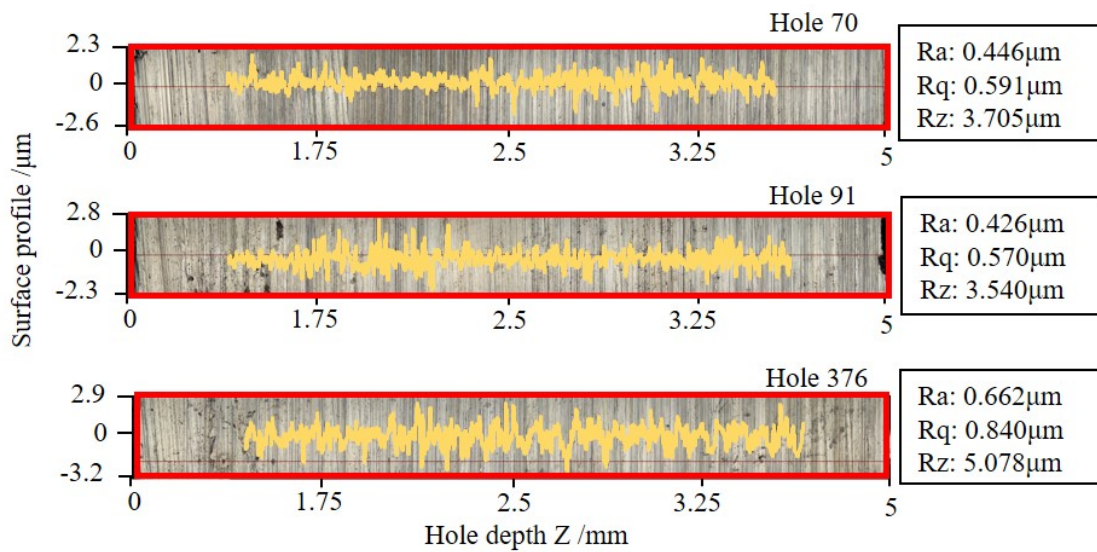 Hole 70
2.3
0
-2.6
0 1.75 2.5 3.25 5
Ra: 0.446μm
Rq: 0.591μm
Rz: 3.705μm
Hole 91
2.8
0
-2.3
0 1.75 2.5 3.25 5
Ra: 0.426μm
Rq: 0.570μm
Rz: 3.540μm
Hole 376
2.9
0
-3.2
0 1.75 2.5 3.25 5
Ra: 0.662μm
Rq: 0.840μm
Rz: 5.078μm
Surface profile /μm
Hole depth Z /mm